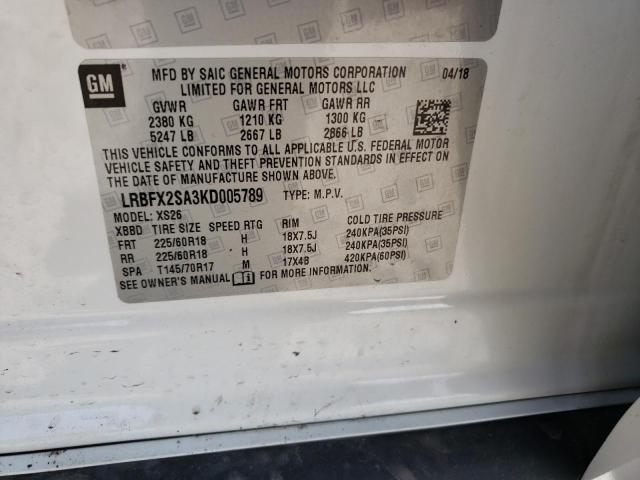 GM
MFD BY SAIC GENERAL MOTORS CORPORATION 04/18
LIMITED FOR GENERAL MOTORS LLC
GVWR GAWR FRT GAWR RR
2380 KG 1210 KG 1300 KG
5247 LB 2667 LB 2866 LB
THIS VEHICLE CONFORMS TO ALL APPLICABLE U.S. FEDERAL MOTOR
VEHICLE SAFETY AND THEFT PREVENTION STANDARDS IN EFFECT ON
THE DATE OF MANUFACTURE SHOWN ABOVE.
LRBFX2SA3KD005789 TYPE: M.P.V.
MODEL: XS26
XBBD TIRE SIZE SPEED RTG RIM COLD TIRE PRESSURE
FRT 225/60R18 H 18X7.5J 240KPA(35PSI)
RR 225/60R18 H 18X7.5J 240KPA(35PSI)
SPA T145/70R17 M 17X4B 420KPA(60PSI)
SEE OWNER'S MANUAL FOR MORE INFORMATION.